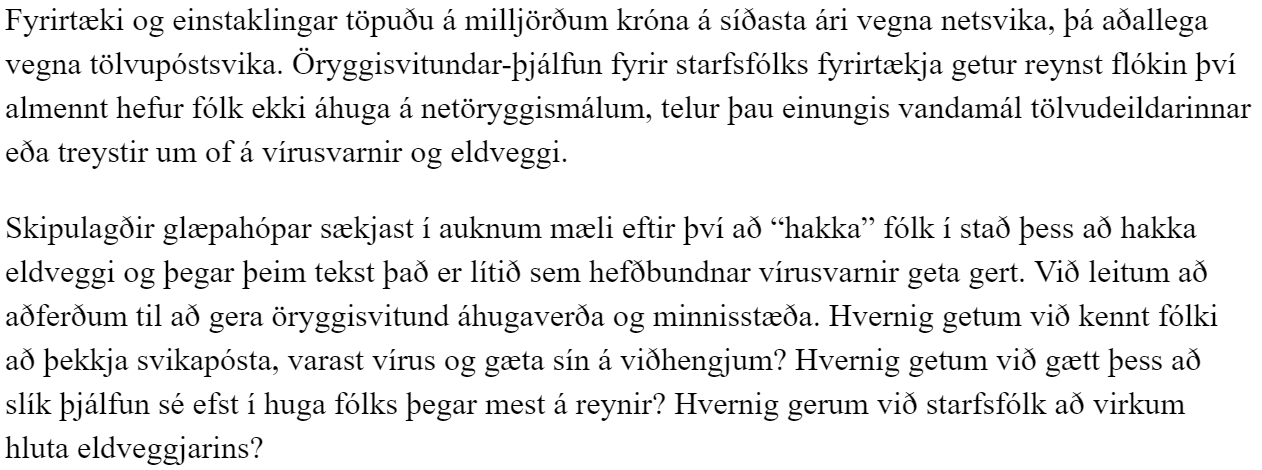 Fyrirtæki og einstaklingar töpuðu á milljörðum króna á síðasta ári vegna netsvika, þá aðallega
vegna tölvupóstsvika. Öryggisvitundar-þjálfun fyrir starfsfólks fyrirtækja getur reynst flókin því
almennt hefur fólk ekki áhuga á netöryggismálum, telur þau einungis vandamál tölvudeildarinnar
eða treystir um of á vírusvarnir og eldveggi.
Skipulagðir glæpahópar sækjast í auknum mæli eftir því að “hakka” fólk í stað þess að hakka
eldveggi og þegar þeim tekst það er lítið sem hefðbundnar vírusvarnir geta gert. Við leitum að
aðferðum til að gera öryggisvitund áhugaverða og minnisstæða. Hvernig getum við kennt fólki
að þekkja svikapósta, varast vírus og gæta sín á viðhengjum? Hvernig getum við gætt þess að
slík þjálfun sé efst í huga fólks þegar mest á reynir? Hvernig gerum við starfsfólk að virkum
hluta eldveggjarins?